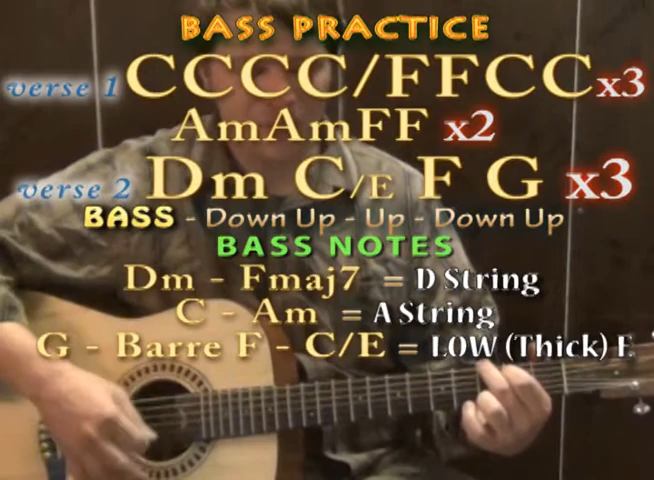 BASS PRACTICE
verse 1 CCCC/FFCC x3
AmAmFF x2
verse 2 Dm C/E F G x3
BASS - Down Up - Up - Down Up
BASS NOTES
Dm - Fmaj7 = D String
C - Am = A String
G - Barre F - C/E = LOW (Thick) E